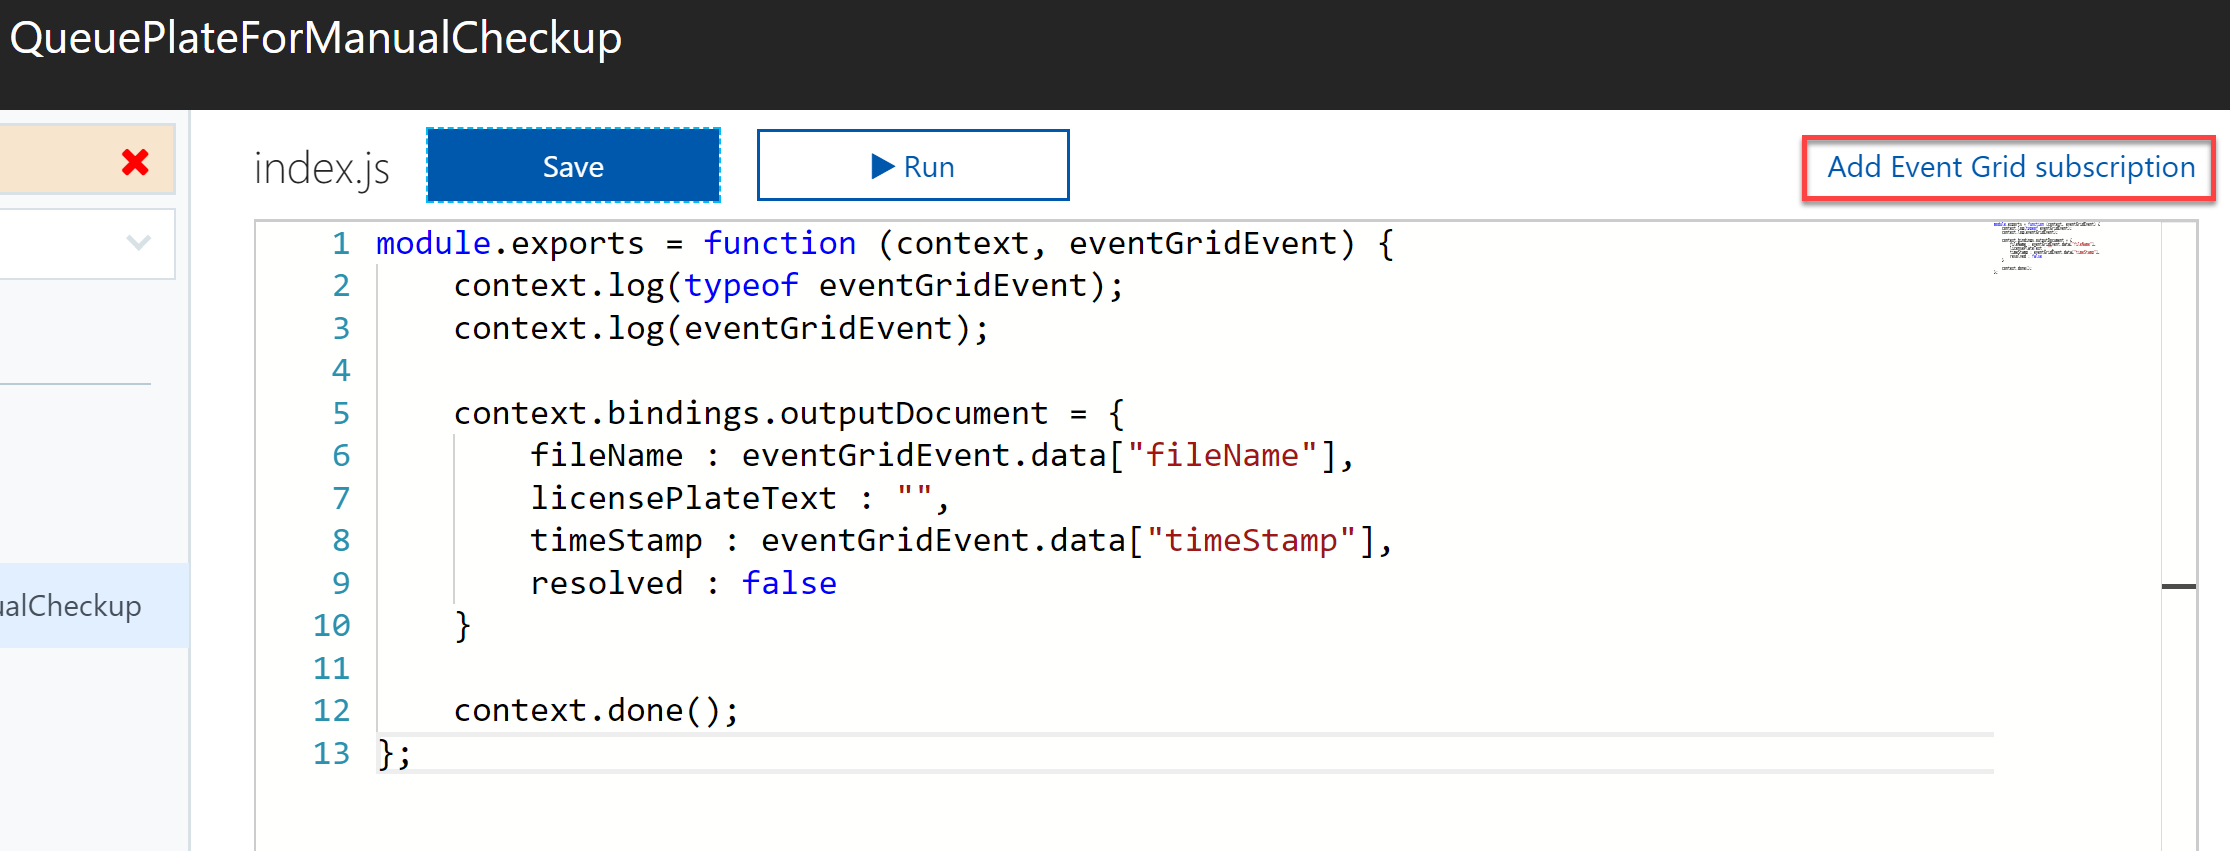 QueuePlateForManualCheckup
index.js
Save
Run
Add Event Grid subscription
1 module.exports = function (context, eventGridEvent) {
2     context.log(typeof eventGridEvent);
3     context.log(eventGridEvent);
4
5     context.bindings.outputDocument = {
6         fileName : eventGridEvent.data["fileName"],
7         licensePlateText : "",
8         timeStamp : eventGridEvent.data["timeStamp"],
9         resolved : false
10     }
11
12     context.done();
13 };
ualCheckup